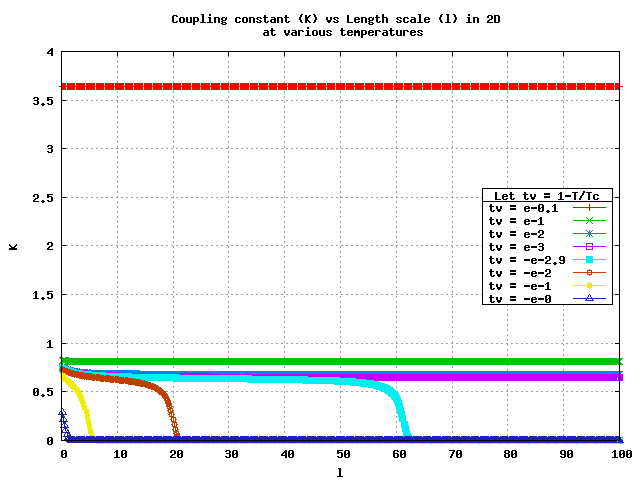 Coupling constant (K) vs Length scale (l) in 2D
at various temperatures
4
3.5
3
2.5
2
1.5
1
0.5
0
K
Let tv = 1-T/Tc
tv = e-0.1
tv = e-1
tv = e-2
tv = e-3
tv = -e-2.9
tv = -e-2
tv = -e-1
tv = -e-0
0 10 20 30 40 50 60 70 80 90 100
l